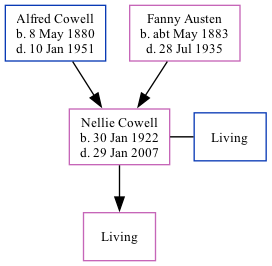 Alfred Cowell
b. 8 May 1880
d. 10 Jan 1951
Fanny Austen
b. abt May 1883
d. 28 Jul 1935
Nellie Cowell
b. 30 Jan 1922
d. 29 Jan 2007
Living
Living